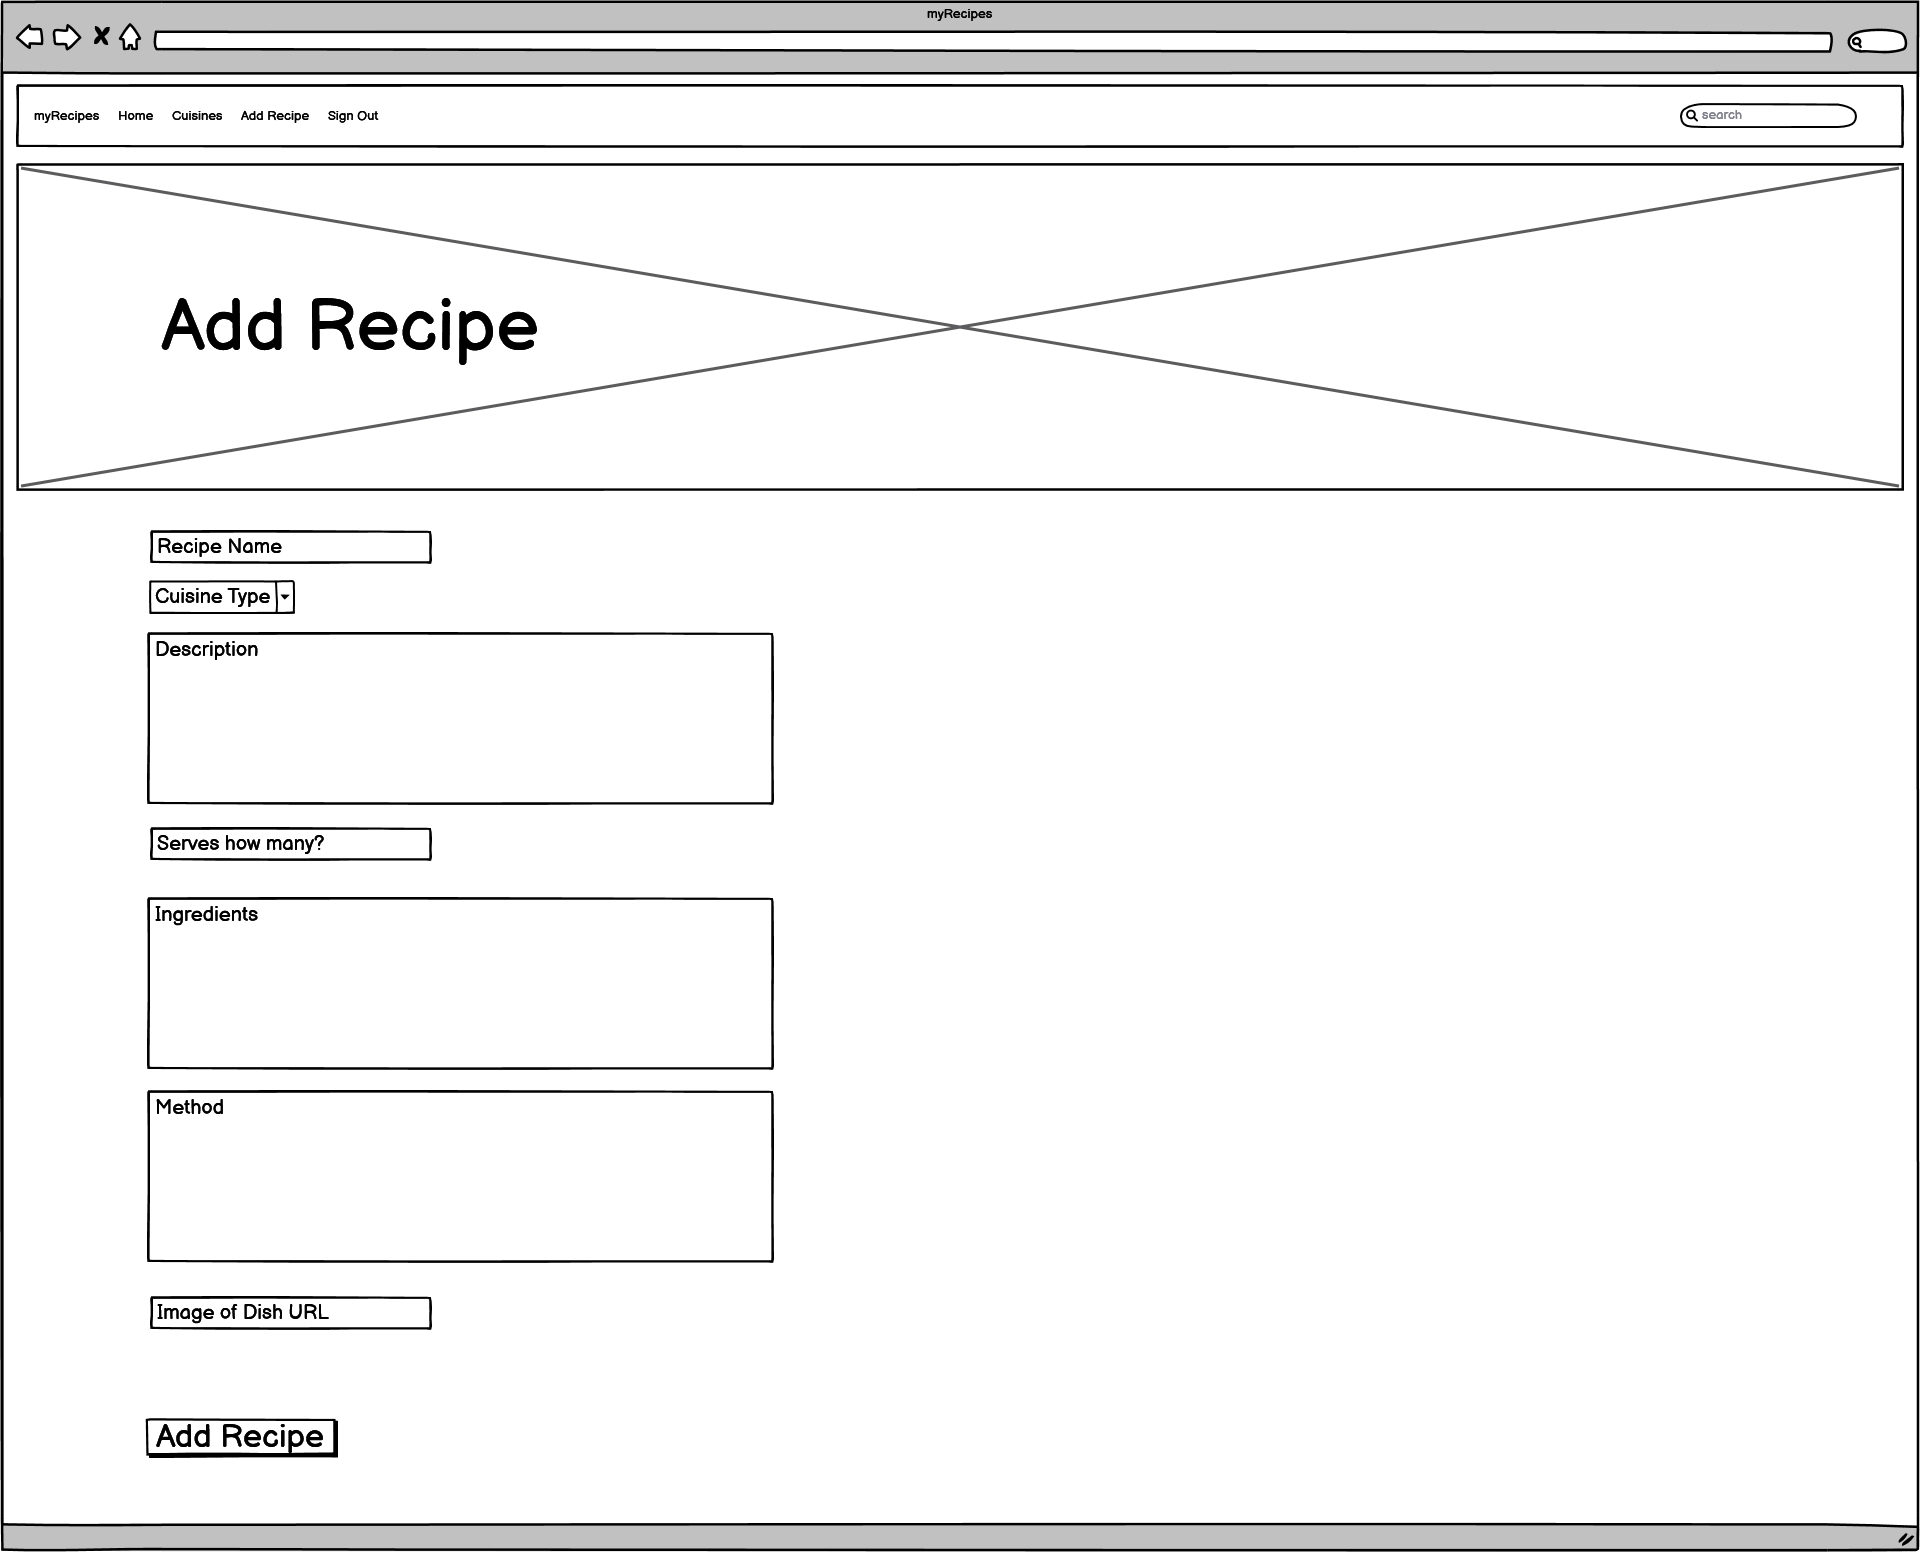 myRecipes
myRecipes Home Cuisines Add Recipe Sign Out search
Add Recipe
Recipe Name
Cuisine Type
Description
Serves how many?
Ingredients
Method
Image of Dish URL
Add Recipe